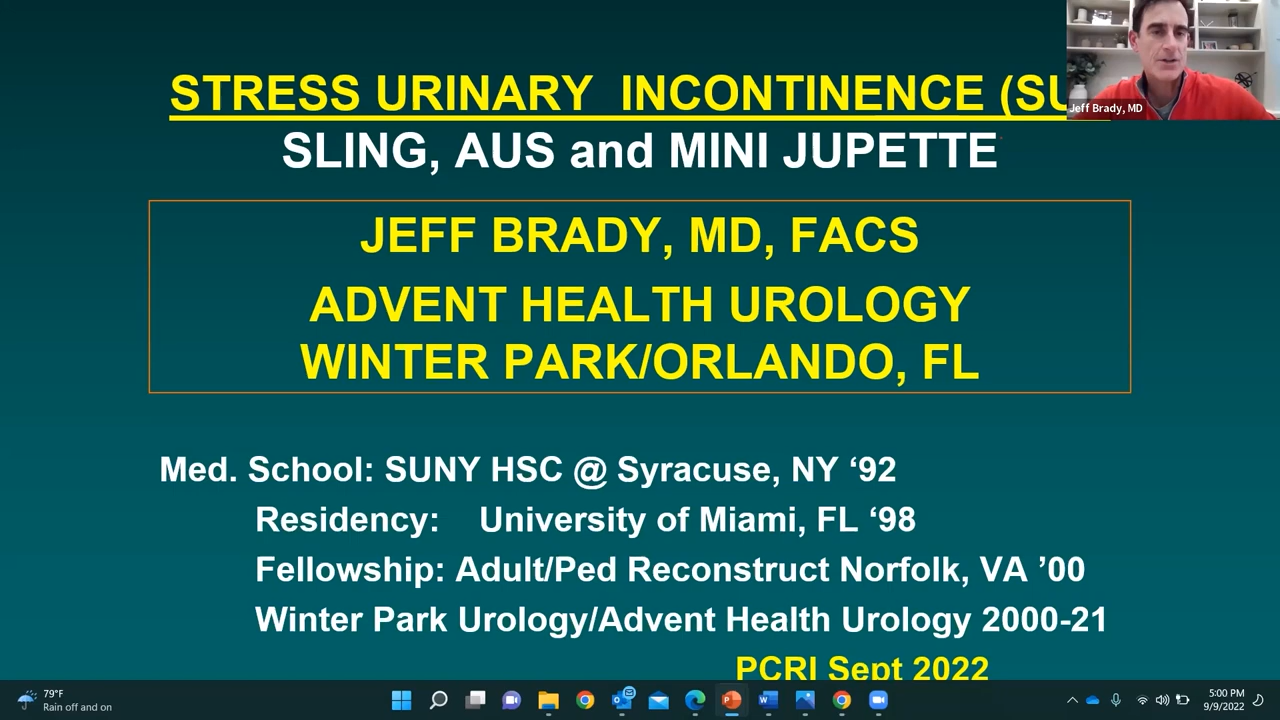 STRESS URINARY INCONTINENCE (SU
Jeff Brady, MD
SLING, AUS and MINI JUPETTE
JEFF BRADY, MD, FACS
ADVENT HEALTH UROLOGY
WINTER PARK/ORLANDO, FL
Med. School: SUNY HSC @ Syracuse, NY ‘92
Residency: University of Miami, FL ‘98
Fellowship: Adult/Ped Reconstruct Norfolk, VA ’00
Winter Park Urology/Advent Health Urology 2000-21
PCRI Sept 2022
79°F
Rain off and on
5:00 PM
9/9/2022